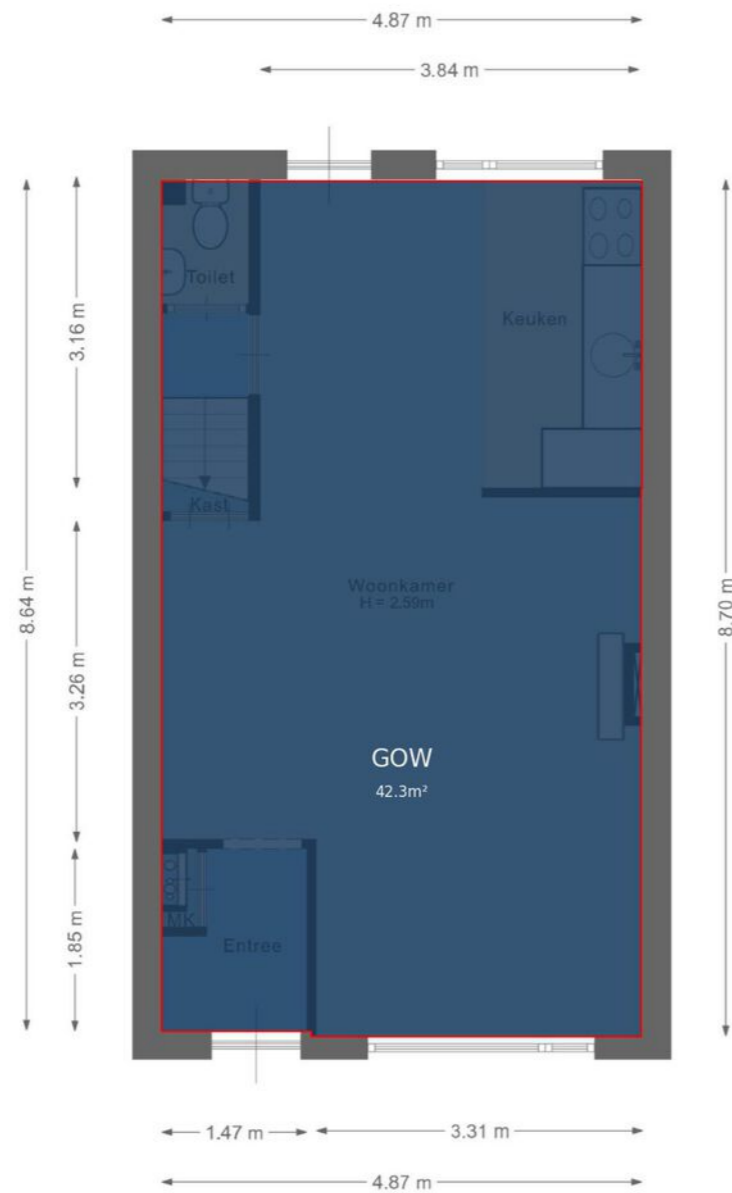 4.87 m
3.84 m
Toilet
Keuken
3.16 m
Kast
Woonkamer
H = 2.59m
8.64 m
8.70 m
3.26 m
GOW
42.3m²
MK
Entree
1.85 m
1.47 m
3.31 m
4.87 m